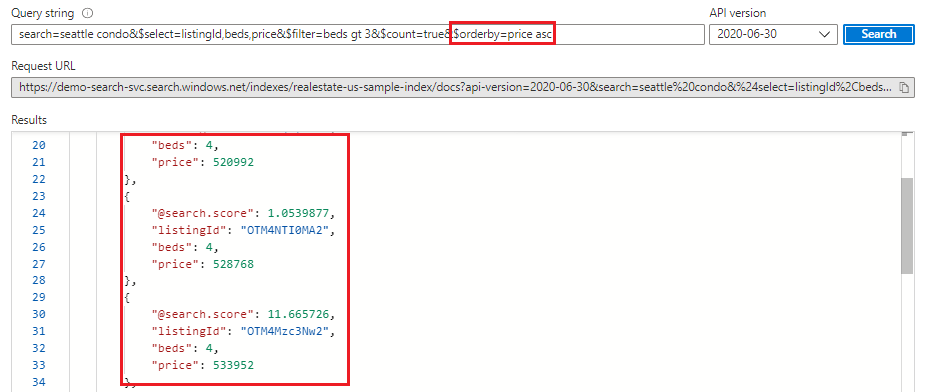 Query string
API version
search=seattle condo&$select=listingId,beds,price&$filter=beds gt 3&$count=true&$orderby=price asc
2020-06-30
Search
Request URL
https://demo-search-svc.search.windows.net/indexes/realestate-us-sample-index/docs?api-version=2020-06-30&search=seattle%20condo&%24select=listingId%2Cbeds...
Results
20 "beds": 4,
21 "price": 520992
22 },
23 {
24 "@search.score": 1.0539877,
25 "listingId": "OTM4NTI0MA2",
26 "beds": 4,
27 "price": 528768
28 },
29 {
30 "@search.score": 11.665726,
31 "listingId": "OTM4Mzc3Nw2",
32 "beds": 4,
33 "price": 533952
34 },